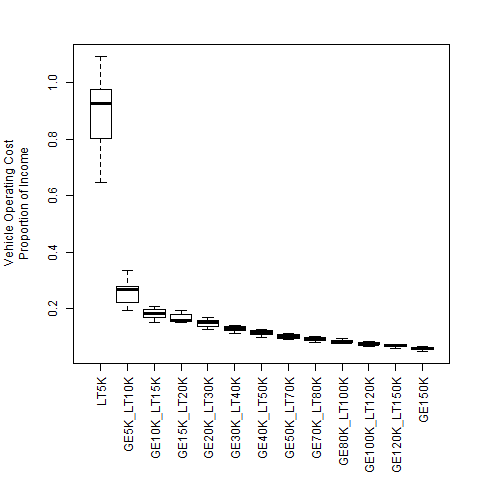 Vehicle Operating Cost
Proportion of Income
1.0
0.8
0.6
0.4
0.2
LT5K
GE5K_LT10K
GE10K_LT15K
GE15K_LT20K
GE20K_LT30K
GE30K_LT40K
GE40K_LT50K
GE50K_LT70K
GE70K_LT80K
GE80K_LT100K
GE100K_LT120K
GE120K_LT150K
GE150K